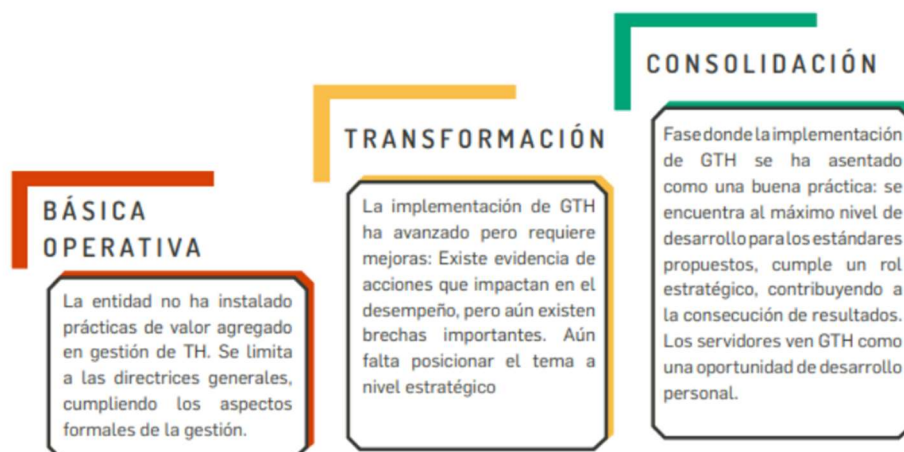 BÁSICA
OPERATIVA
La entidad no ha instalado
prácticas de valor agregado
en gestión de TH. Se limita
a las directrices generales,
cumpliendo los aspectos
formales de la gestión.
TRANSFORMACIÓN
La implementación de GTH
ha avanzado pero requiere
mejoras: Existe evidencia de
acciones que impactan en el
desempeño, pero aún existen
brechas importantes. Aún
falta posicionar el tema a
nivel estratégico
CONSOLIDACIÓN
Fase donde la implementación
de GTH se ha asentado
como una buena práctica: se
encuentra al máximo nivel de
desarrollo para los estándares
propuestos, cumple un rol
estratégico, contribuyendo a
la consecución de resultados.
Los servidores ven GTH como
una oportunidad de desarrollo
personal.